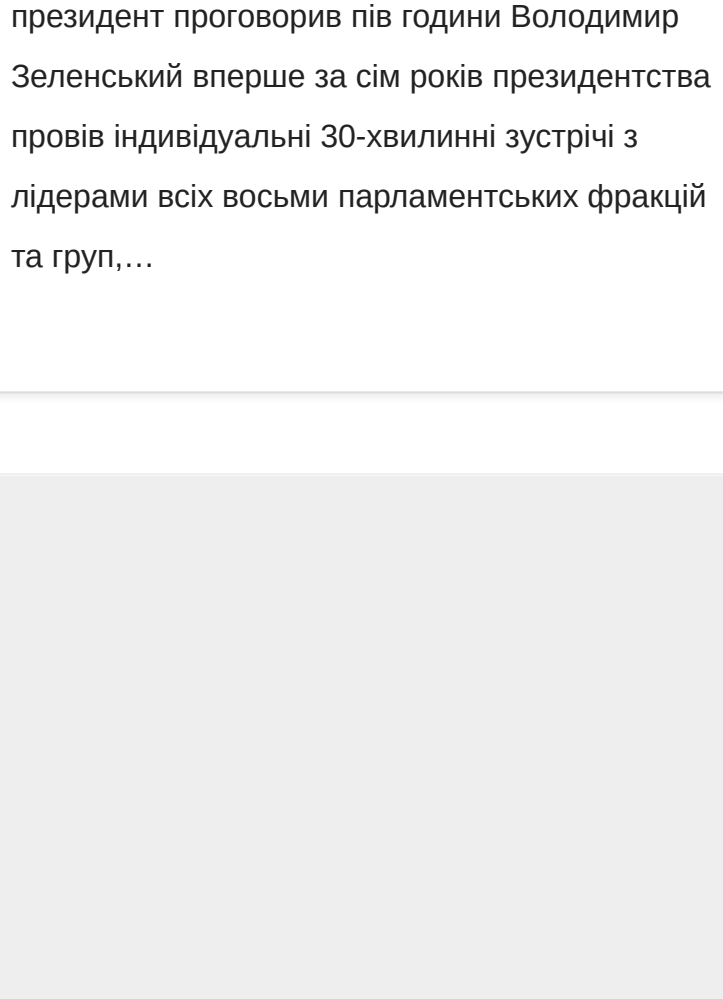 президент проговорив пів години Володимир
Зеленський вперше за сім років президентства
провів індивідуальні 30-хвилинні зустрічі з
лідерами всіх восьми парламентських фракцій
та груп,…